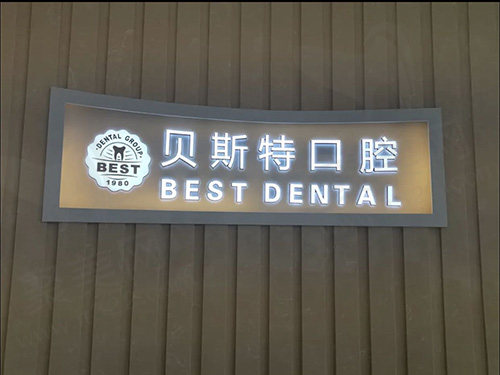 DENTAL GROUP
BEST
1980
贝斯特口腔
BEST DENTAL